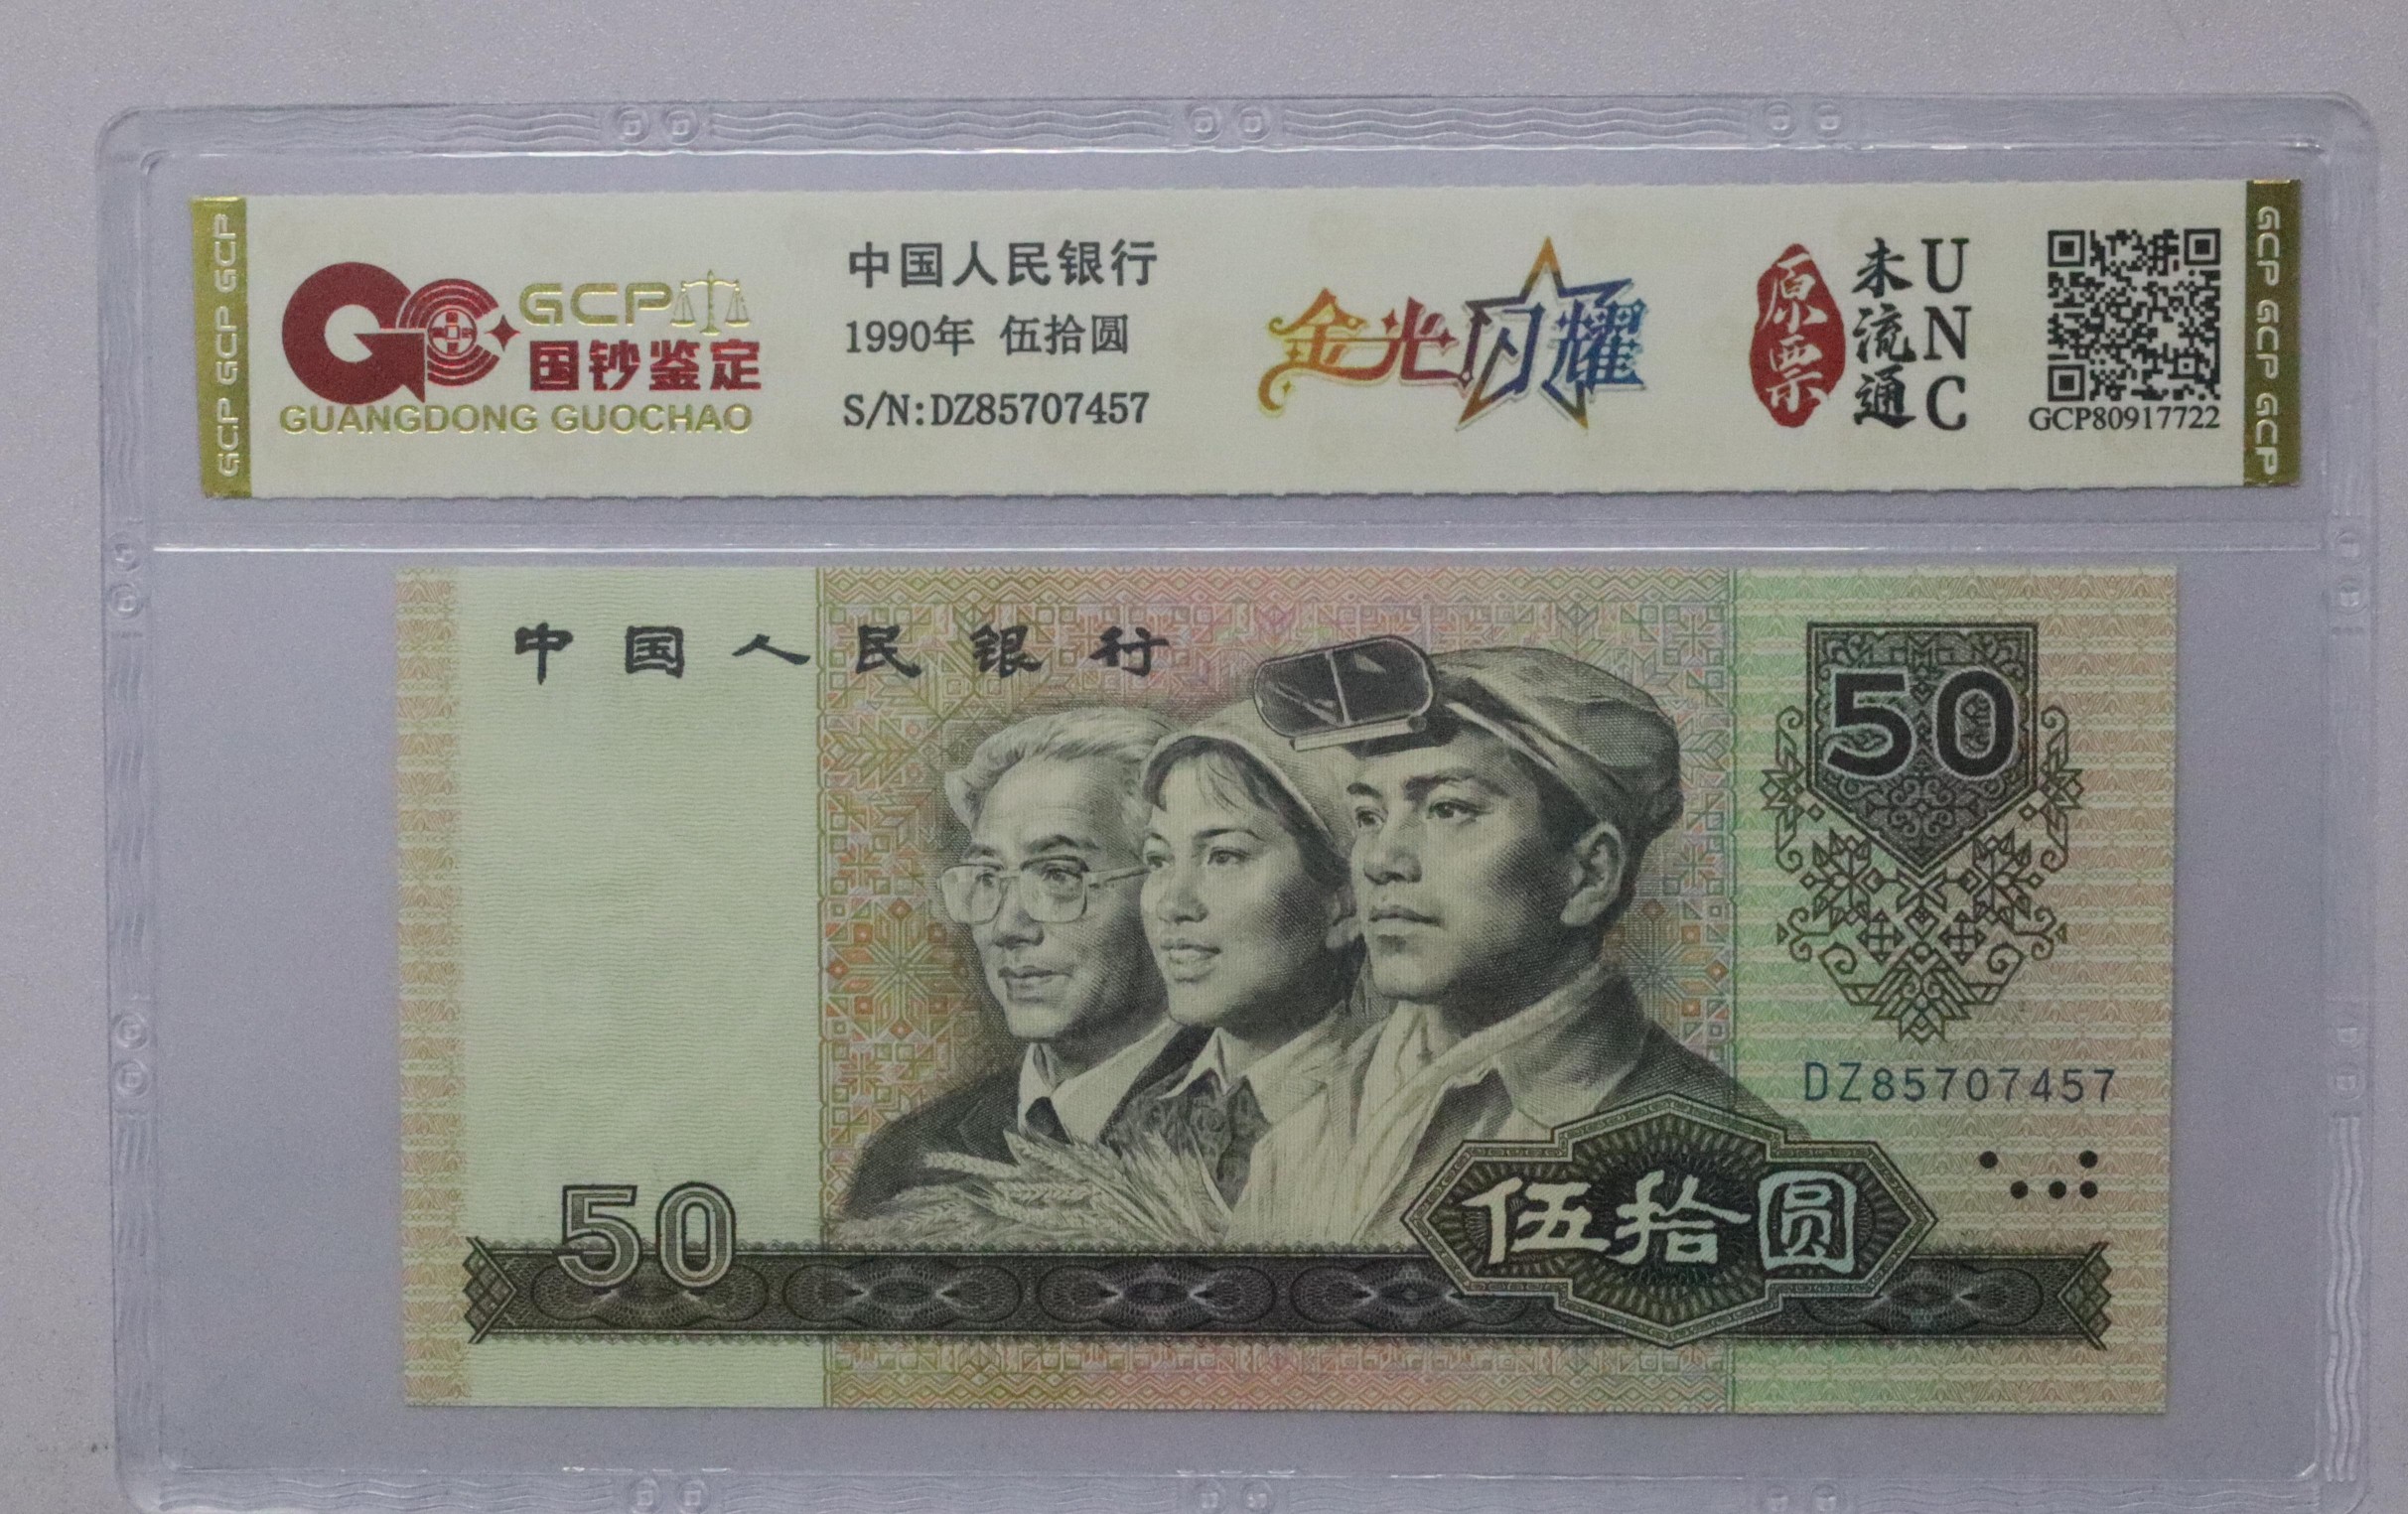 GCP GCP GCP
GCP
国钞鉴定
GUANGDONG GUOCHAO
中国人民银行
1990年 伍拾圆
S/N:DZ85707457
金光闪耀
原票
未流通
UNC
GCP80917722
GCP GCP GCP
中国人民银行
50
DZ85707457
50
伍拾圆